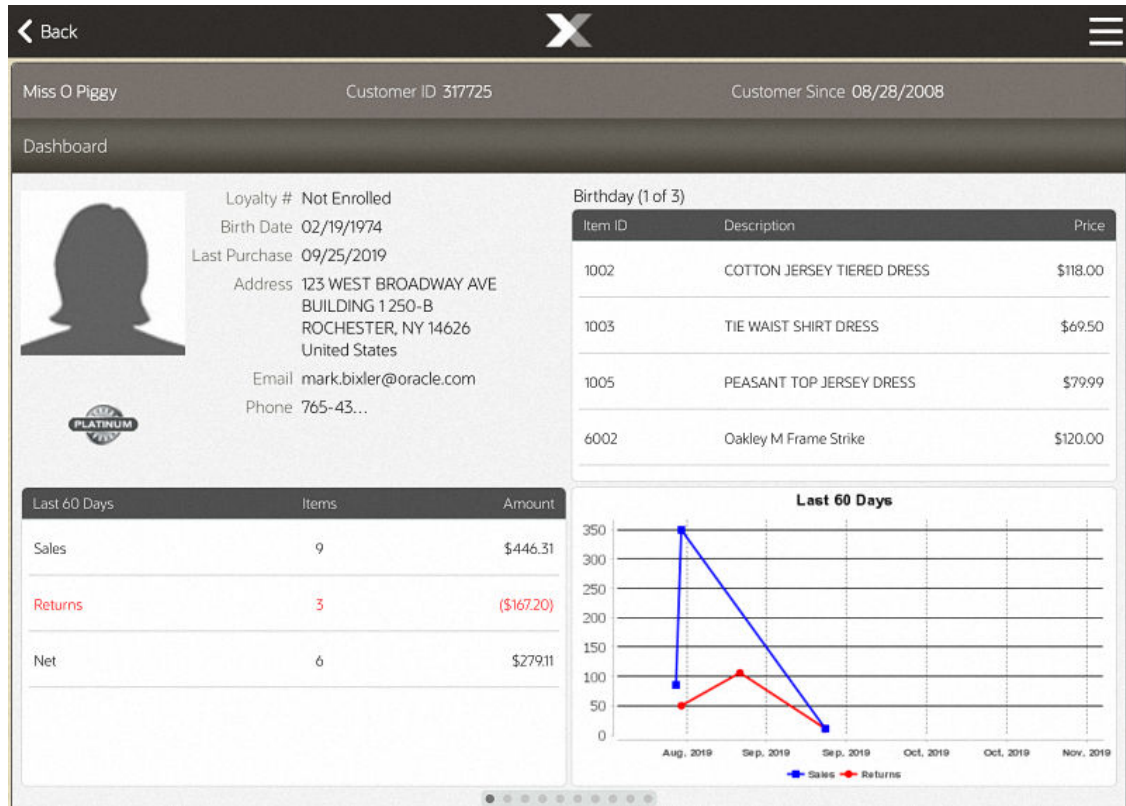 Back
Miss O Piggy Customer ID 317725 Customer Since 08/28/2008
Dashboard
Loyalty # Not Enrolled
Birth Date 02/19/1974
Last Purchase 09/25/2019
Address 123 WEST BROADWAY AVE
BUILDING 1 250-B
ROCHESTER, NY 14626
United States
Email mark.bixler@oracle.com
Phone 765-43...
PLATINUM
Birthday (1 of 3)
Item ID Description Price
1002 COTTON JERSEY TIERED DRESS $118.00
1003 TIE WAIST SHIRT DRESS $69.50
1005 PEASANT TOP JERSEY DRESS $79.99
6002 Oakley M Frame Strike $120.00
Last 60 Days Items Amount
Sales 9 $446.31
Returns 3 ($167.20)
Net 6 $279.11
Last 60 Days
350
300
250
200
150
100
50
0
Aug, 2019 Sep, 2019 Sep, 2019 Oct, 2019 Oct, 2019 Nov, 2019
Sales Returns